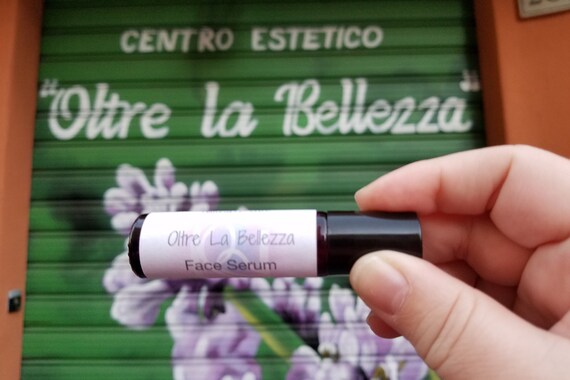 CENTRO ESTETICO
"Oltre la Bellezza"
Oltre La Bellezza
Face Serum